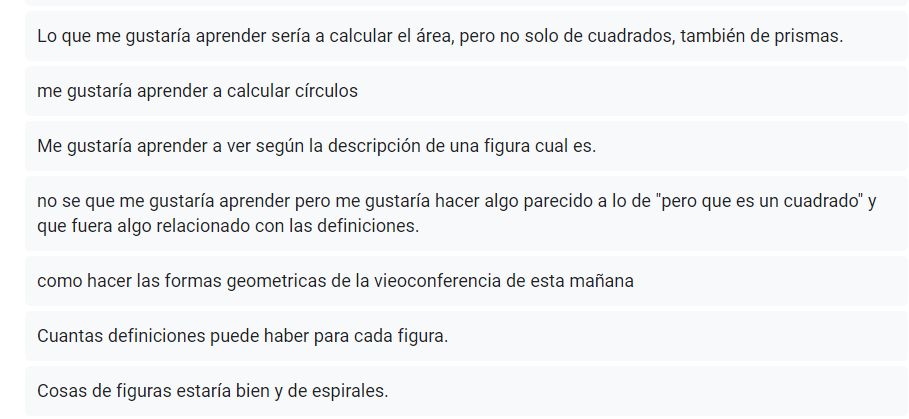 Lo que me gustaría aprender sería a calcular el área, pero no solo de cuadrados, también de prismas.
me gustaría aprender a calcular círculos
Me gustaría aprender a ver según la descripción de una figura cual es.
no se que me gustaría aprender pero me gustaría hacer algo parecido a lo de "pero que es un cuadrado" y
que fuera algo relacionado con las definiciones.
como hacer las formas geometricas de la vieoconferencia de esta mañana
Cuantas definiciones puede haber para cada figura.
Cosas de figuras estaría bien y de espirales.